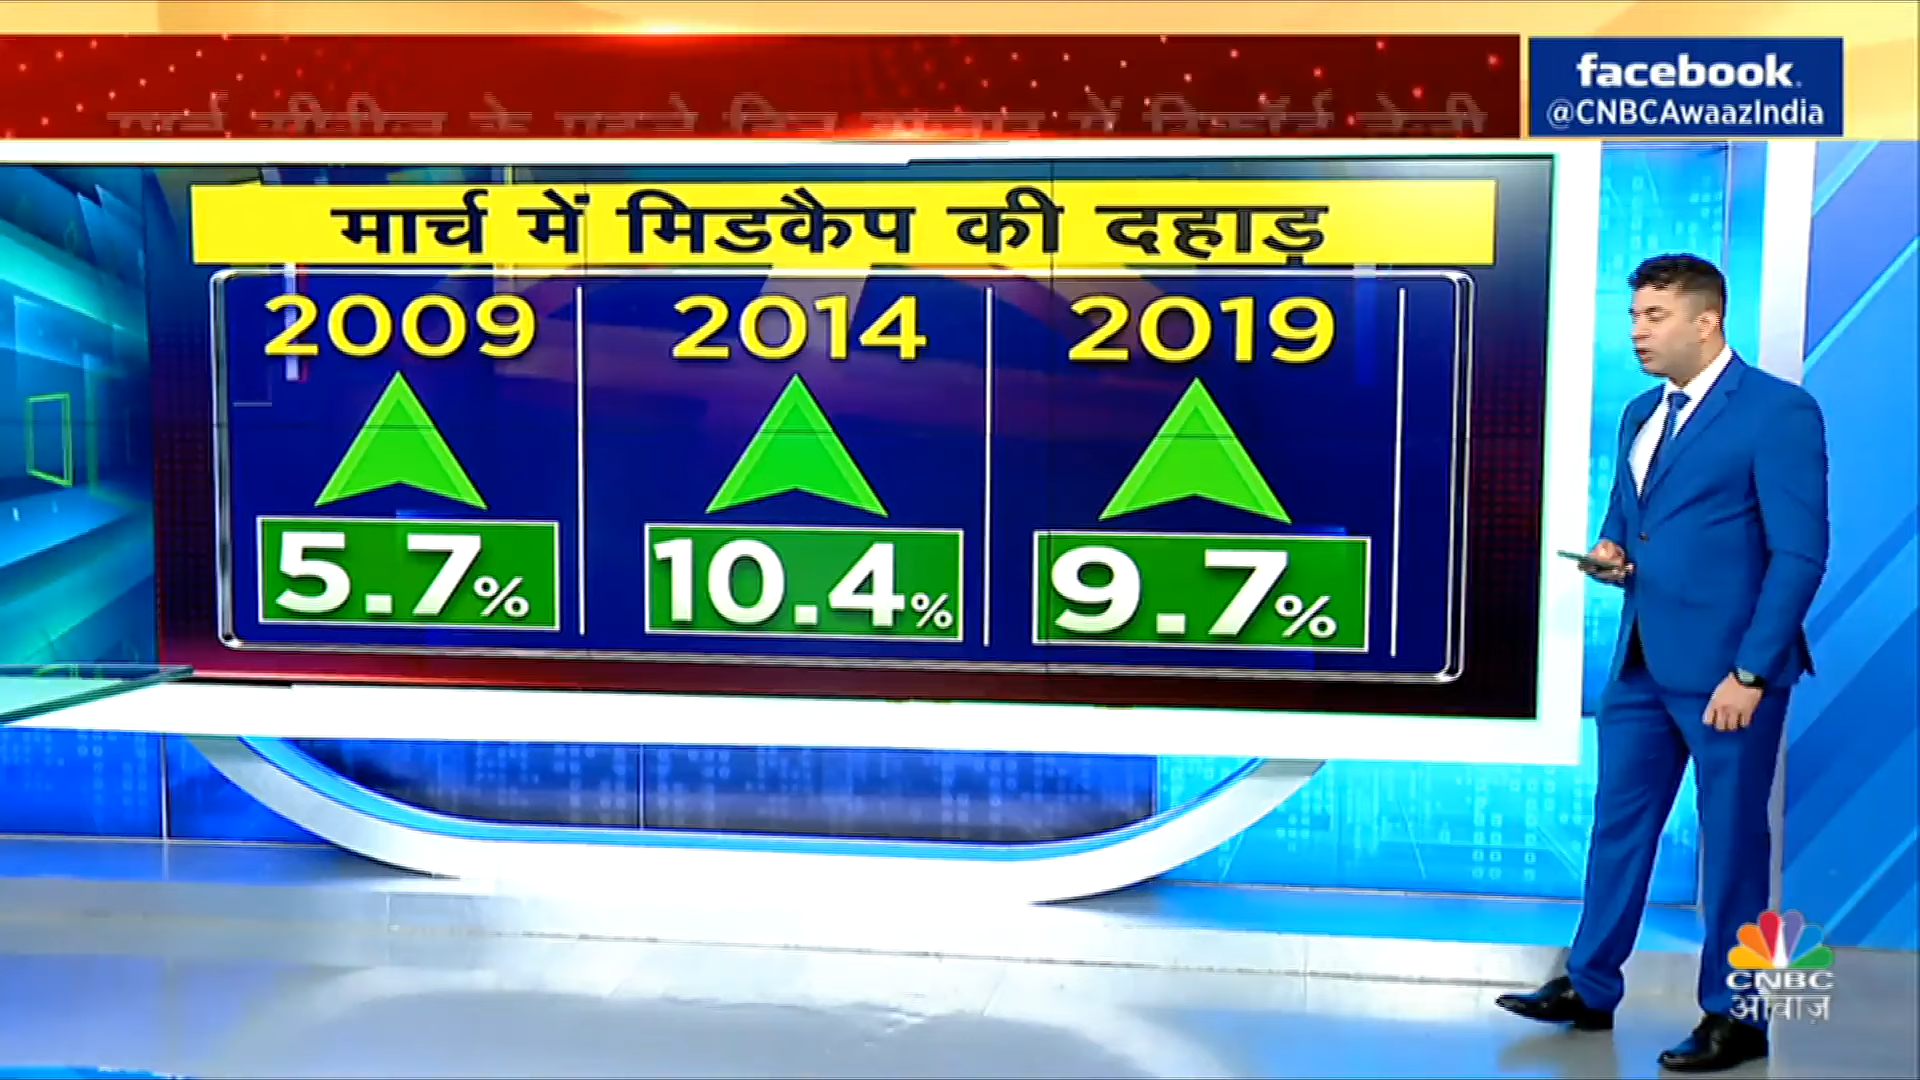 facebook.
@CNBCAwaazIndia
मार्च में मिडकैप की दहाड़
2009
2014
2019
5.7%
10.4%
9.7%
CNBC
आवाज़